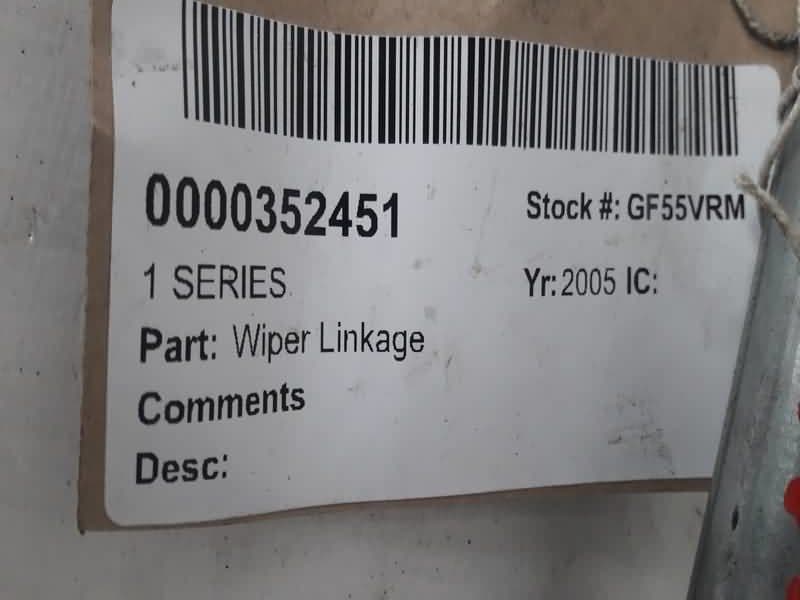 0000352451 Stock #: GF55VRM
1 SERIES Yr: 2005 IC:
Part: Wiper Linkage
Comments
Desc: